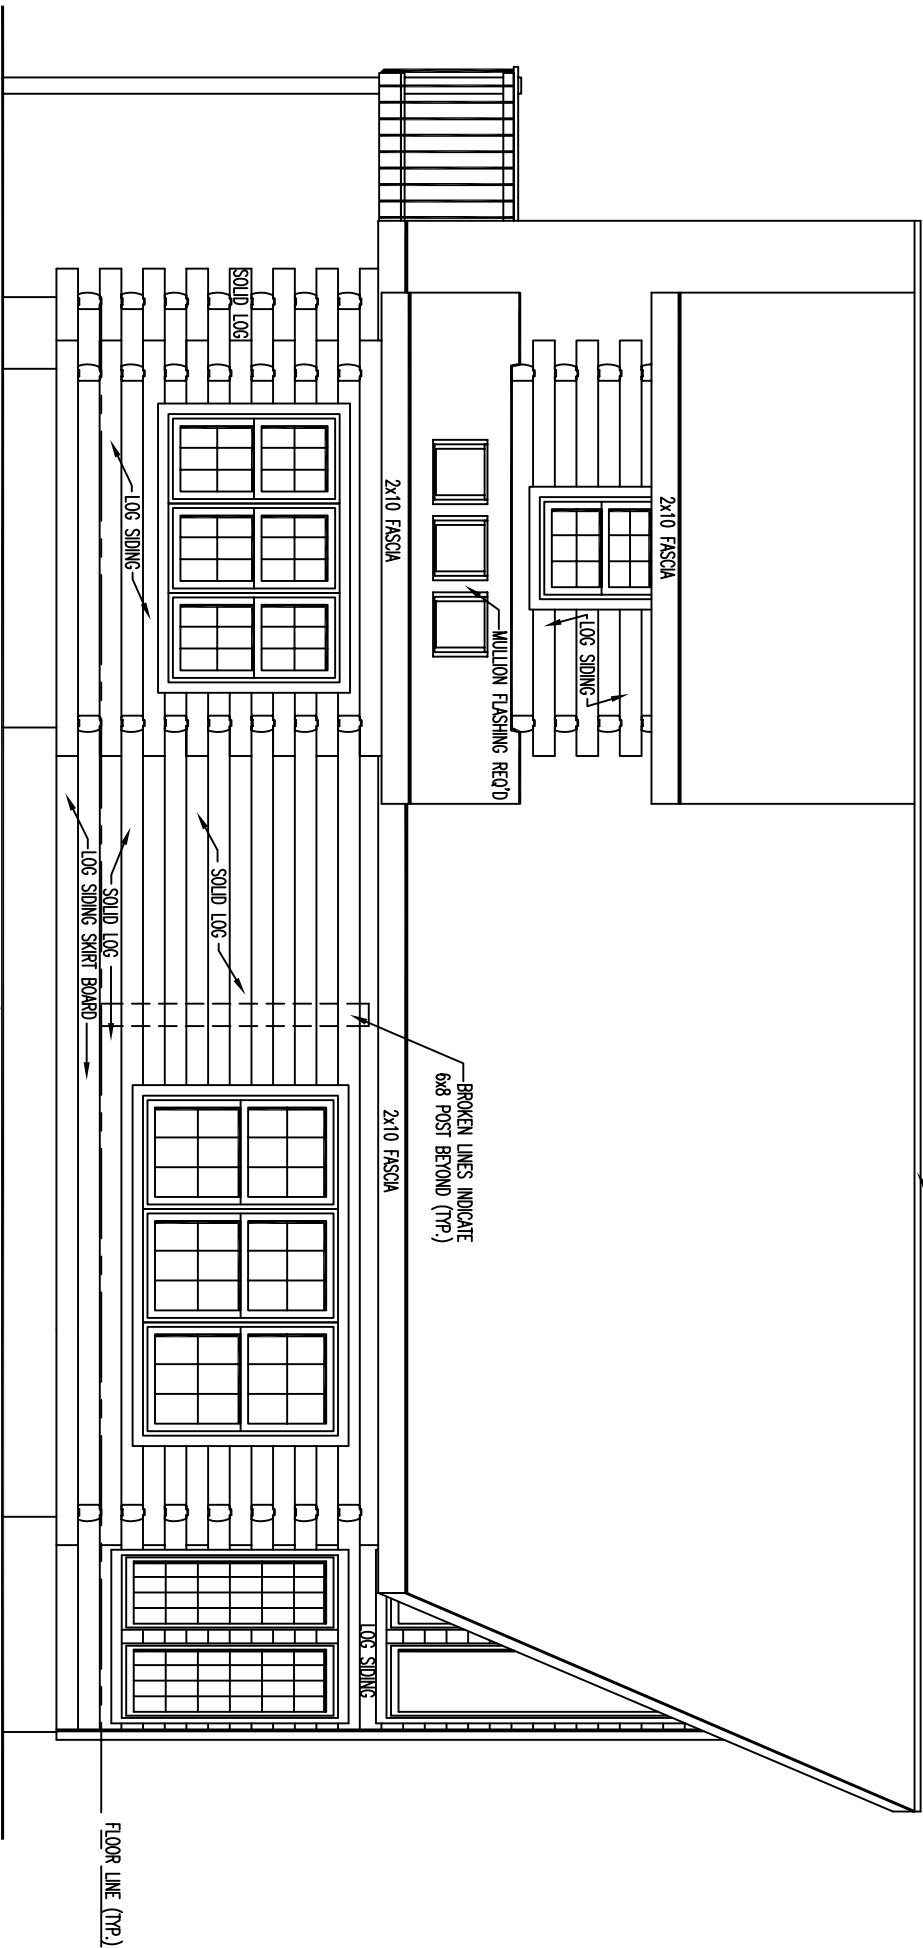 2x10 FASCIA
LOG SIDING
MULLION FLASHING REQ'D
2x10 FASCIA
SOLID LOG
LOG SIDING
BROKEN LINES INDICATE
6x8 POST BEYOND (TYP.)
2x10 FASCIA
SOLID LOG
SOLID LOG
LOG SIDING SKIRT BOARD
LOG SIDING
FLOOR LINE (TYP.)